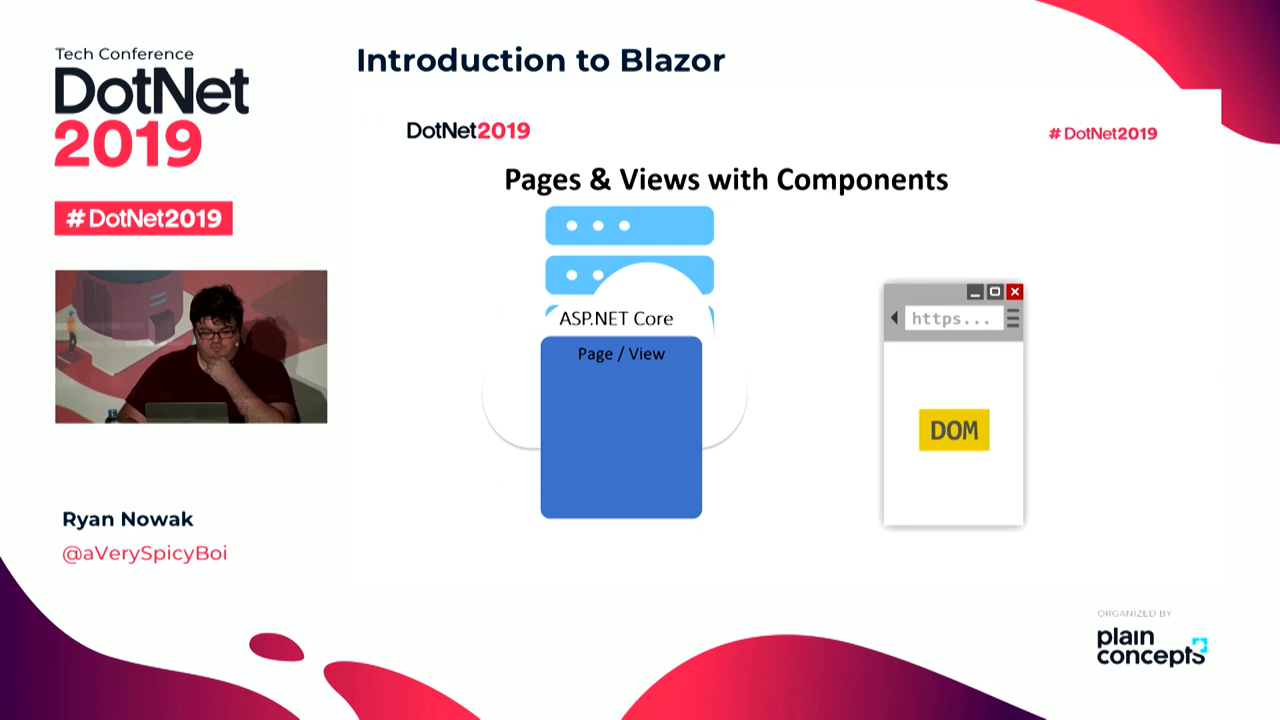 Tech Conference
DotNet
2019
#DotNet2019
Ryan Nowak
@aVerySpicyBoi
Introduction to Blazor
DotNet2019
#DotNet2019
Pages & Views with Components
ASP.NET Core
Page / View
https...
DOM
ORGANIZED BY
plain
concepts